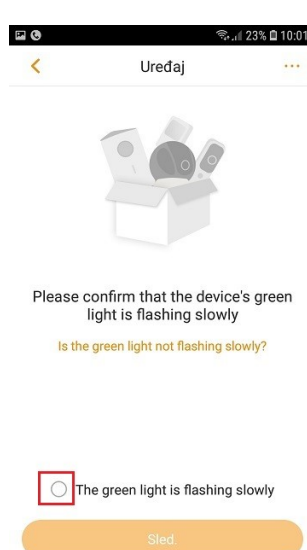 23% 10:01
Uređaj
Please confirm that the device's green
light is flashing slowly
Is the green light not flashing slowly?
The green light is flashing slowly
Sled.